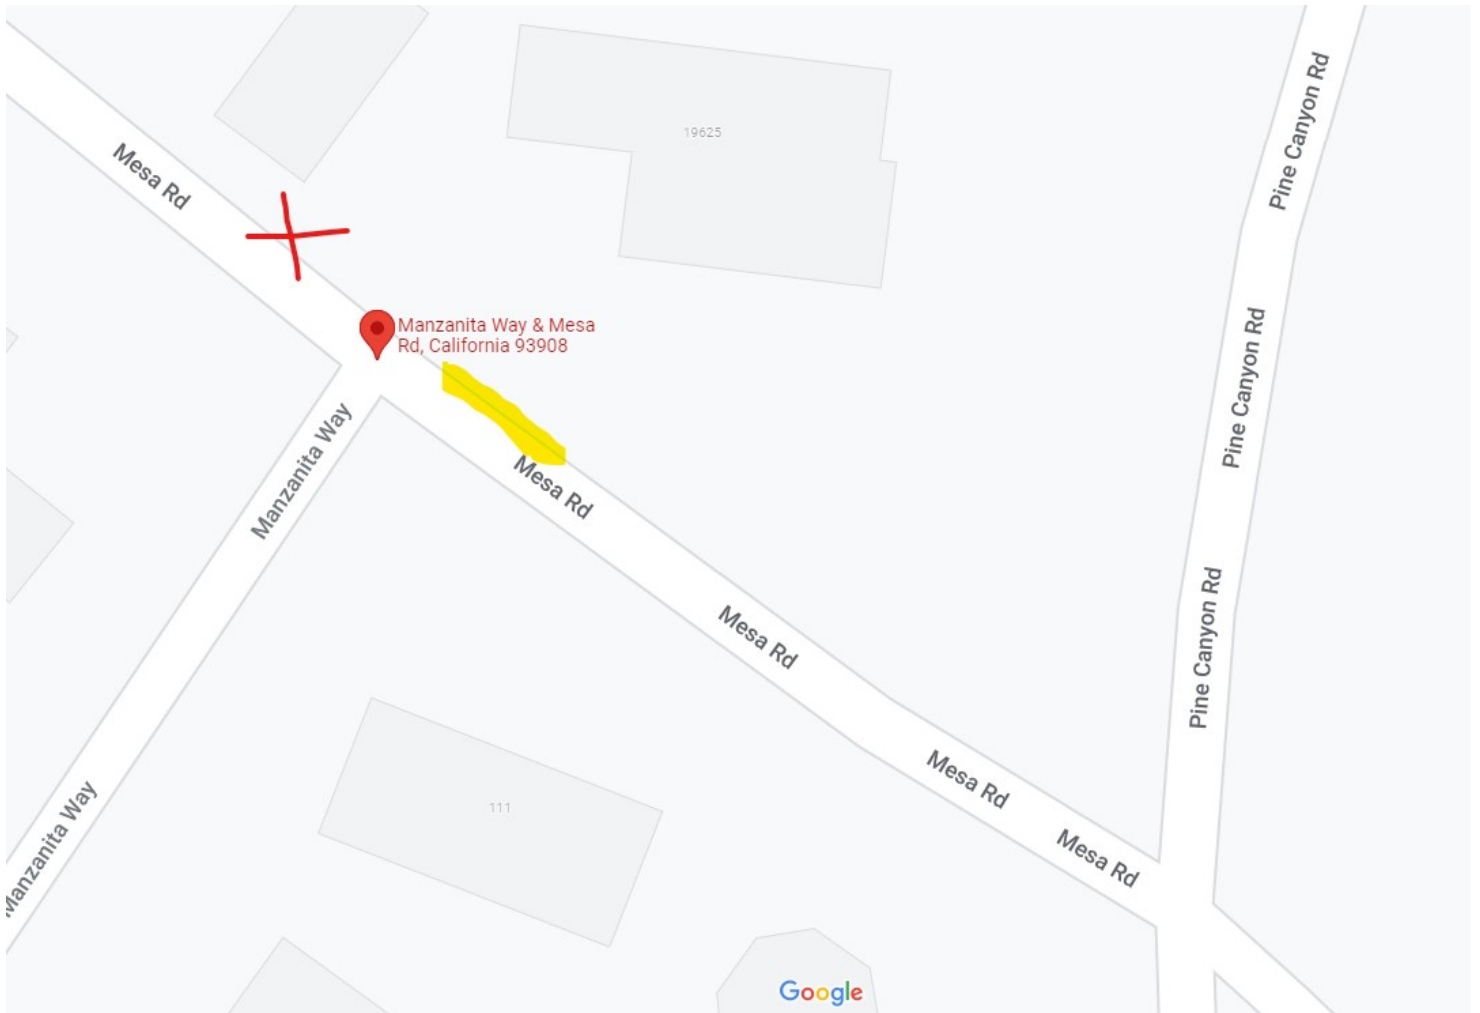 Mesa Rd
19625
Pine Canyon Rd
Manzanita Way & Mesa
Rd, California 93908
Pine Canyon Rd
Manzanita Way
Mesa Rd
Mesa Rd
Pine Canyon Rd
Mesa Rd
111
Manzanita Way
Mesa Rd
Google